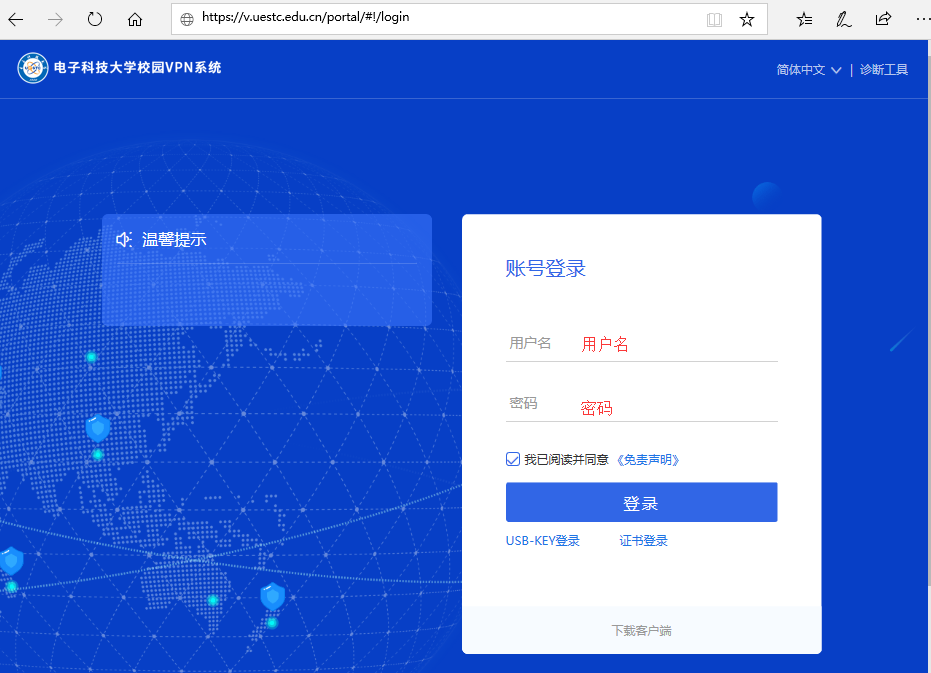 https://v.uestc.edu.cn/portal/#!/login
电子科技大学校园VPN系统
简体中文 | 诊断工具
温馨提示
账号登录
用户名 用户名
密码 密码
我已阅读并同意 《免责声明》
登录
USB-KEY登录 证书登录
下载客户端